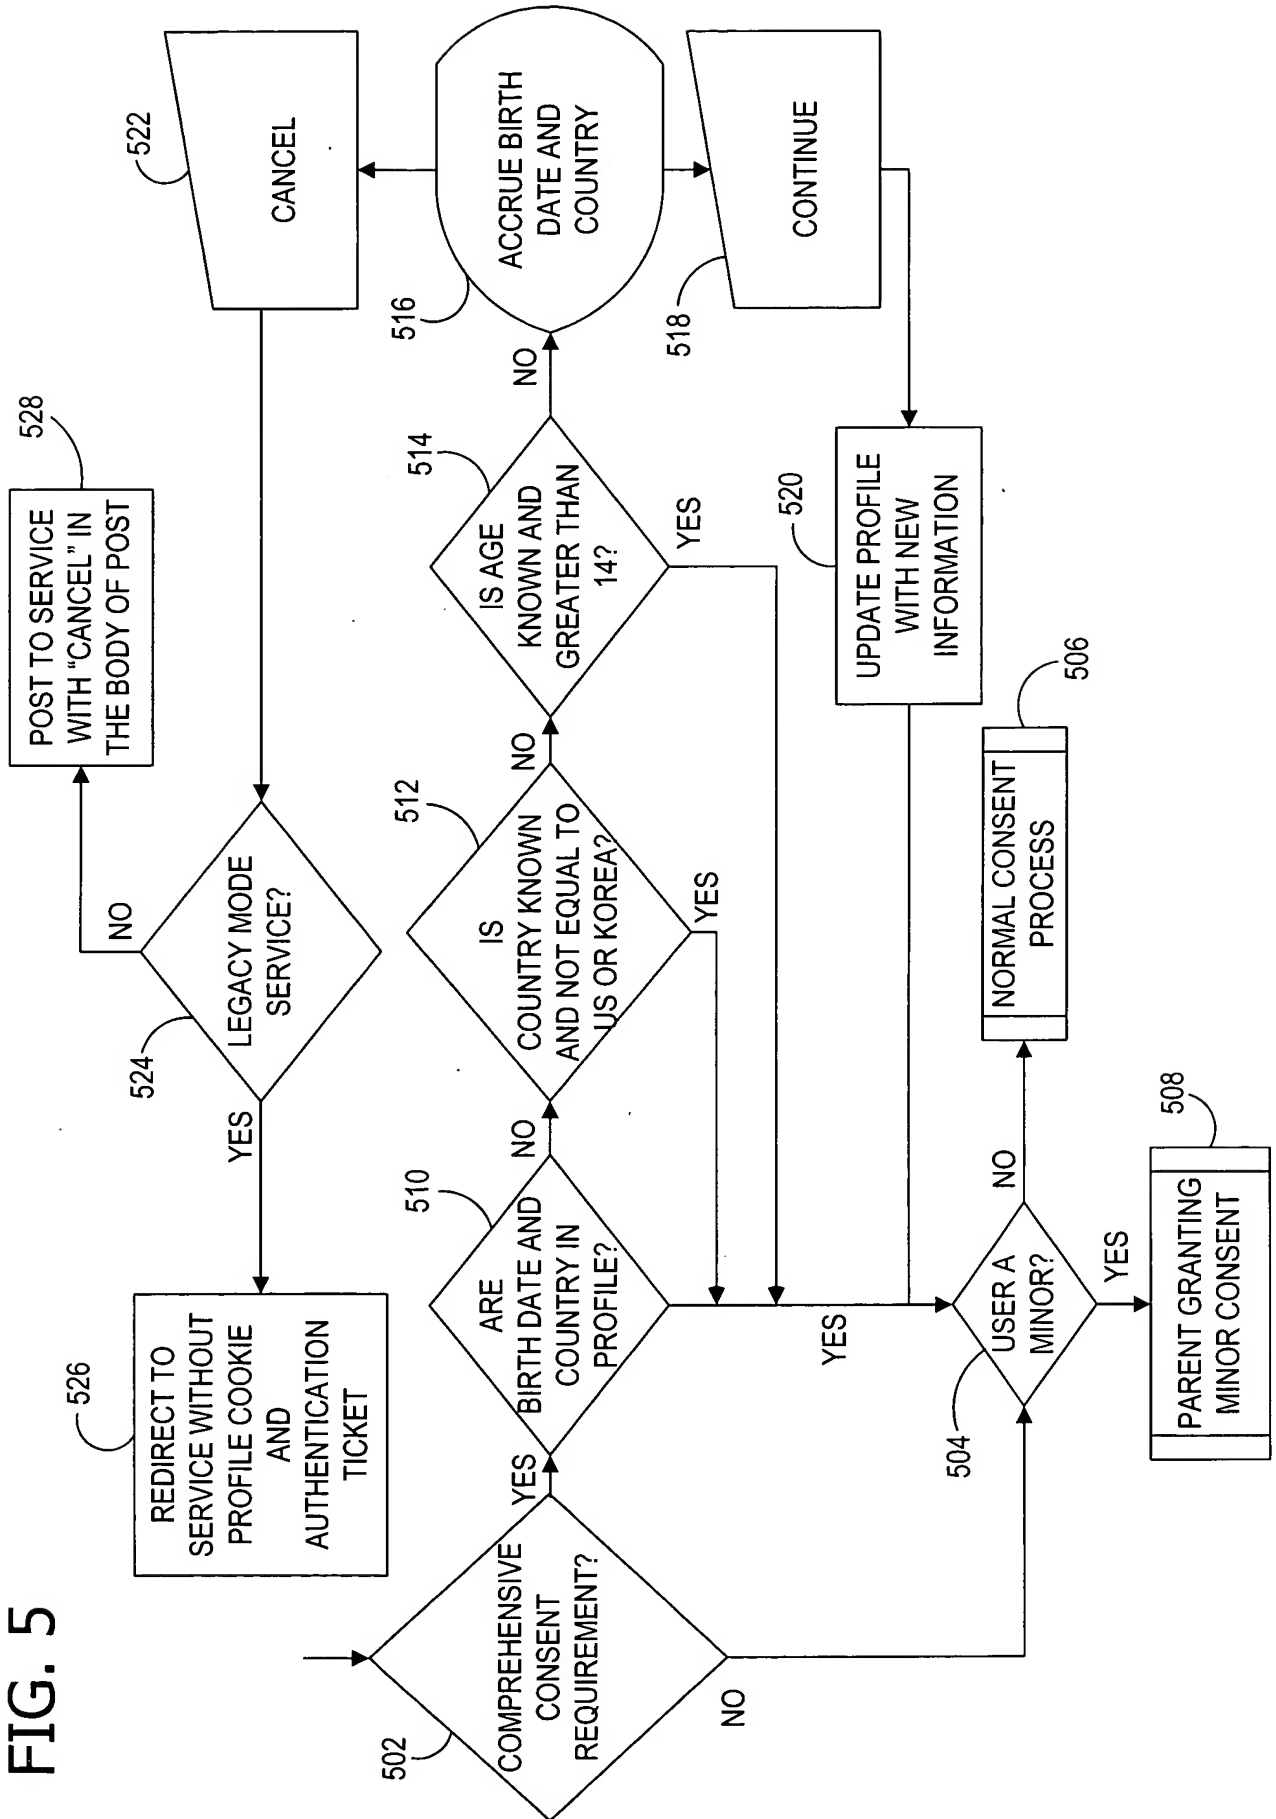 FIG. 5
526
REDIRECT TO
SERVICE WITHOUT
PROFILE COOKIE
AND
AUTHENTICATION
TICKET
YES
524
LEGACY MODE
SERVICE?
NO
528
POST TO SERVICE
WITH "CANCEL" IN
THE BODY OF POST
522
CANCEL
502
COMPREHENSIVE
CONSENT
REQUIREMENT?
YES
NO
510
ARE
BIRTH DATE AND
COUNTRY IN
PROFILE?
NO
YES
512
IS
COUNTRY KNOWN
AND NOT EQUAL TO
US OR KOREA?
NO
YES
514
IS AGE
KNOWN AND
GREATER THAN
14?
NO
YES
516
ACCRUE BIRTH
DATE AND
COUNTRY
518
CONTINUE
520
UPDATE PROFILE
WITH NEW
INFORMATION
504
USER A
MINOR?
NO
YES
506
NORMAL CONSENT
PROCESS
508
PARENT GRANTING
MINOR CONSENT